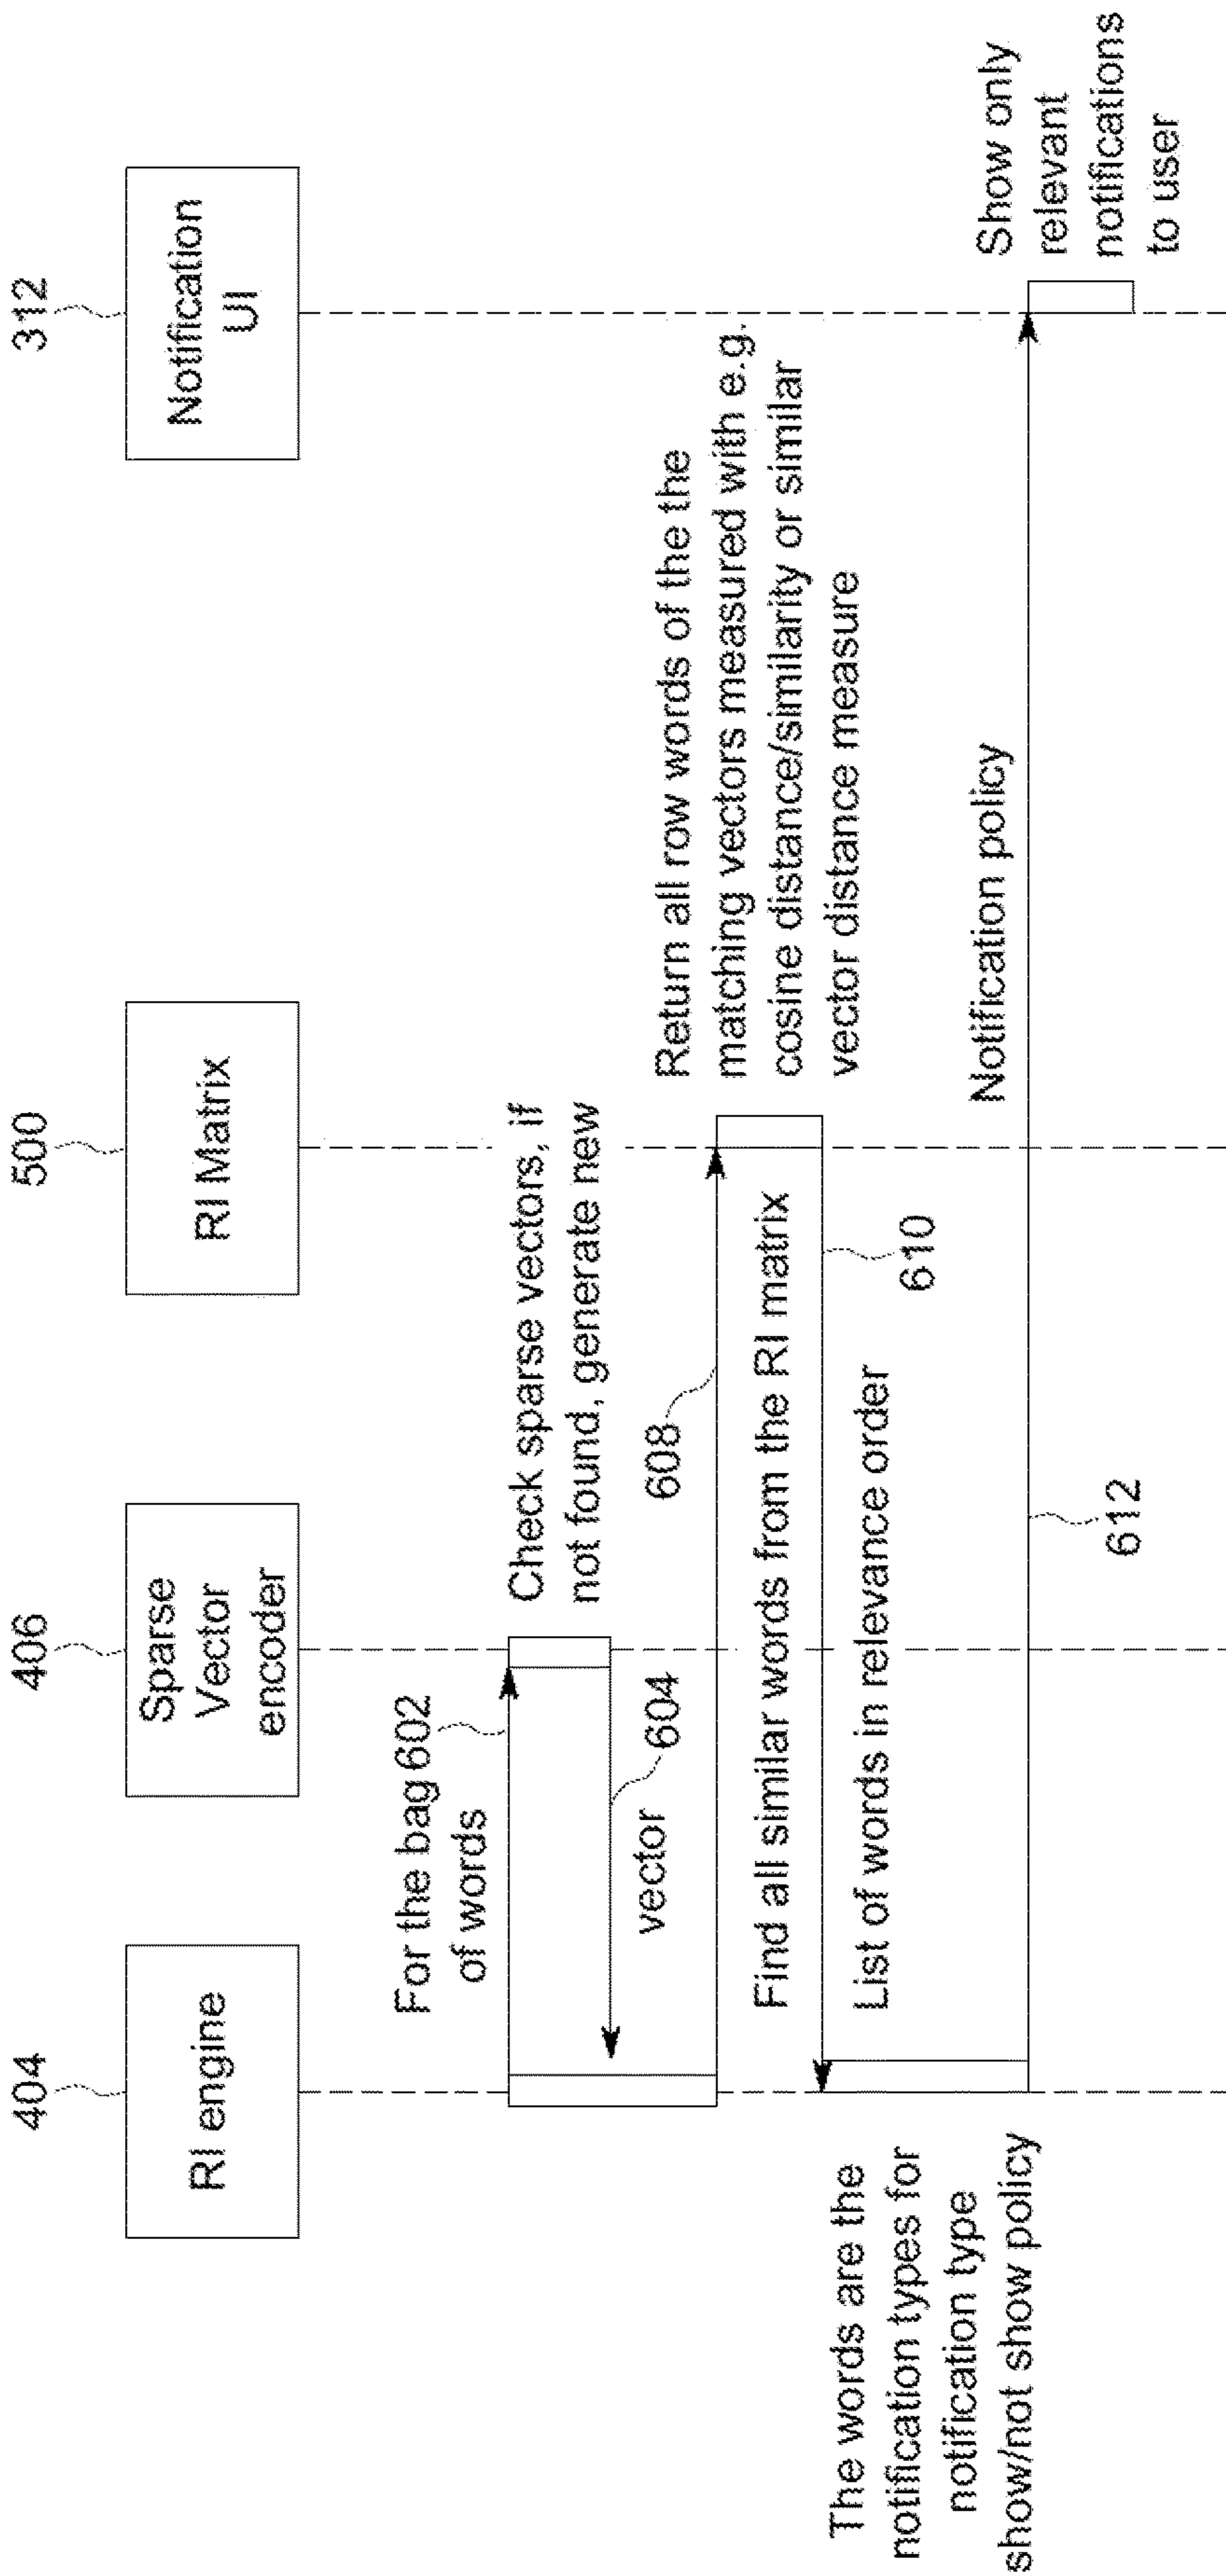 404
406
500
312
RI engine
Sparse
Vector
encoder
RI Matrix
Notification
UI
For the bag
of words
602
Check sparse vectors, if
not found, generate new
604
vector
608
Return all row words of the the
matching vectors measured with e.g.
cosine distance/similarity or similar
vector distance measure
Find all similar words from the RI matrix
610
List of words in relevance order
The words are the
notification types for
notification type
show/not show policy
Notification policy
612
Show only
relevant
notifications
to user